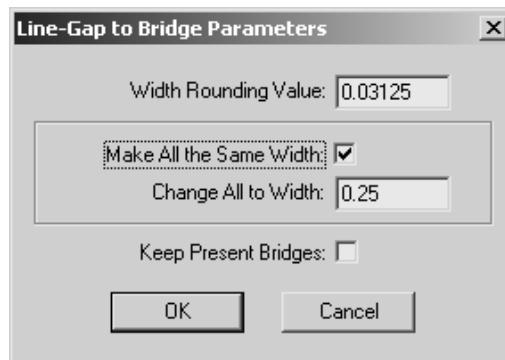 Line-Gap to Bridge Parameters
Width Rounding Value: 0.03125
Make All the Same Width:
Change All to Width: 0.25
Keep Present Bridges:
OK Cancel